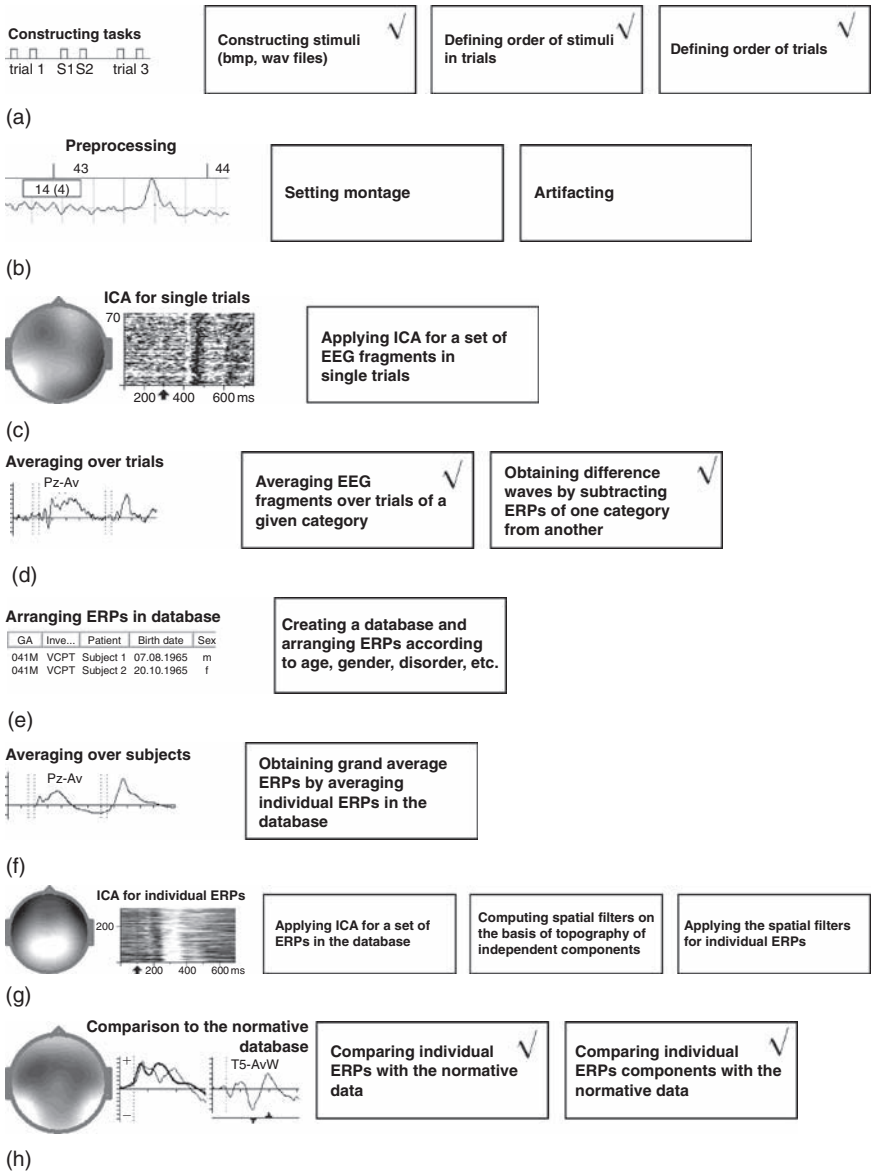 Constructing tasks
trial 1 S1 S2 trial 3
Constructing stimuli
(bmp, wav files)
Defining order of stimuli
in trials
Defining order of trials
(a)
Preprocessing
43 44
14 (4)
Setting montage
Artifacting
(b)
ICA for single trials
70
200 400 600 ms
Applying ICA for a set of
EEG fragments in
single trials
(c)
Averaging over trials
Pz-Av
Averaging EEG
fragments over trials of a
given category
Obtaining difference
waves by subtracting
ERPs of one category
from another
(d)
Arranging ERPs in database
GA Inve... Patient Birth date Sex
041M VCPT Subject 1 07.08.1965 m
041M VCPT Subject 2 20.10.1965 f
Creating a database and
arranging ERPs according
to age, gender, disorder, etc.
(e)
Averaging over subjects
Pz-Av
Obtaining grand average
ERPs by averaging
individual ERPs in the
database
(f)
ICA for individual ERPs
200
200 400 600 ms
Applying ICA for a set of
ERPs in the database
Computing spatial filters on
the basis of topography of
independent components
Applying the spatial filters
for individual ERPs
(g)
Comparison to the normative
database
+
−
T5-AvW
Comparing individual
ERPs with the normative
data
Comparing individual
ERPs components with the
normative data
(h)